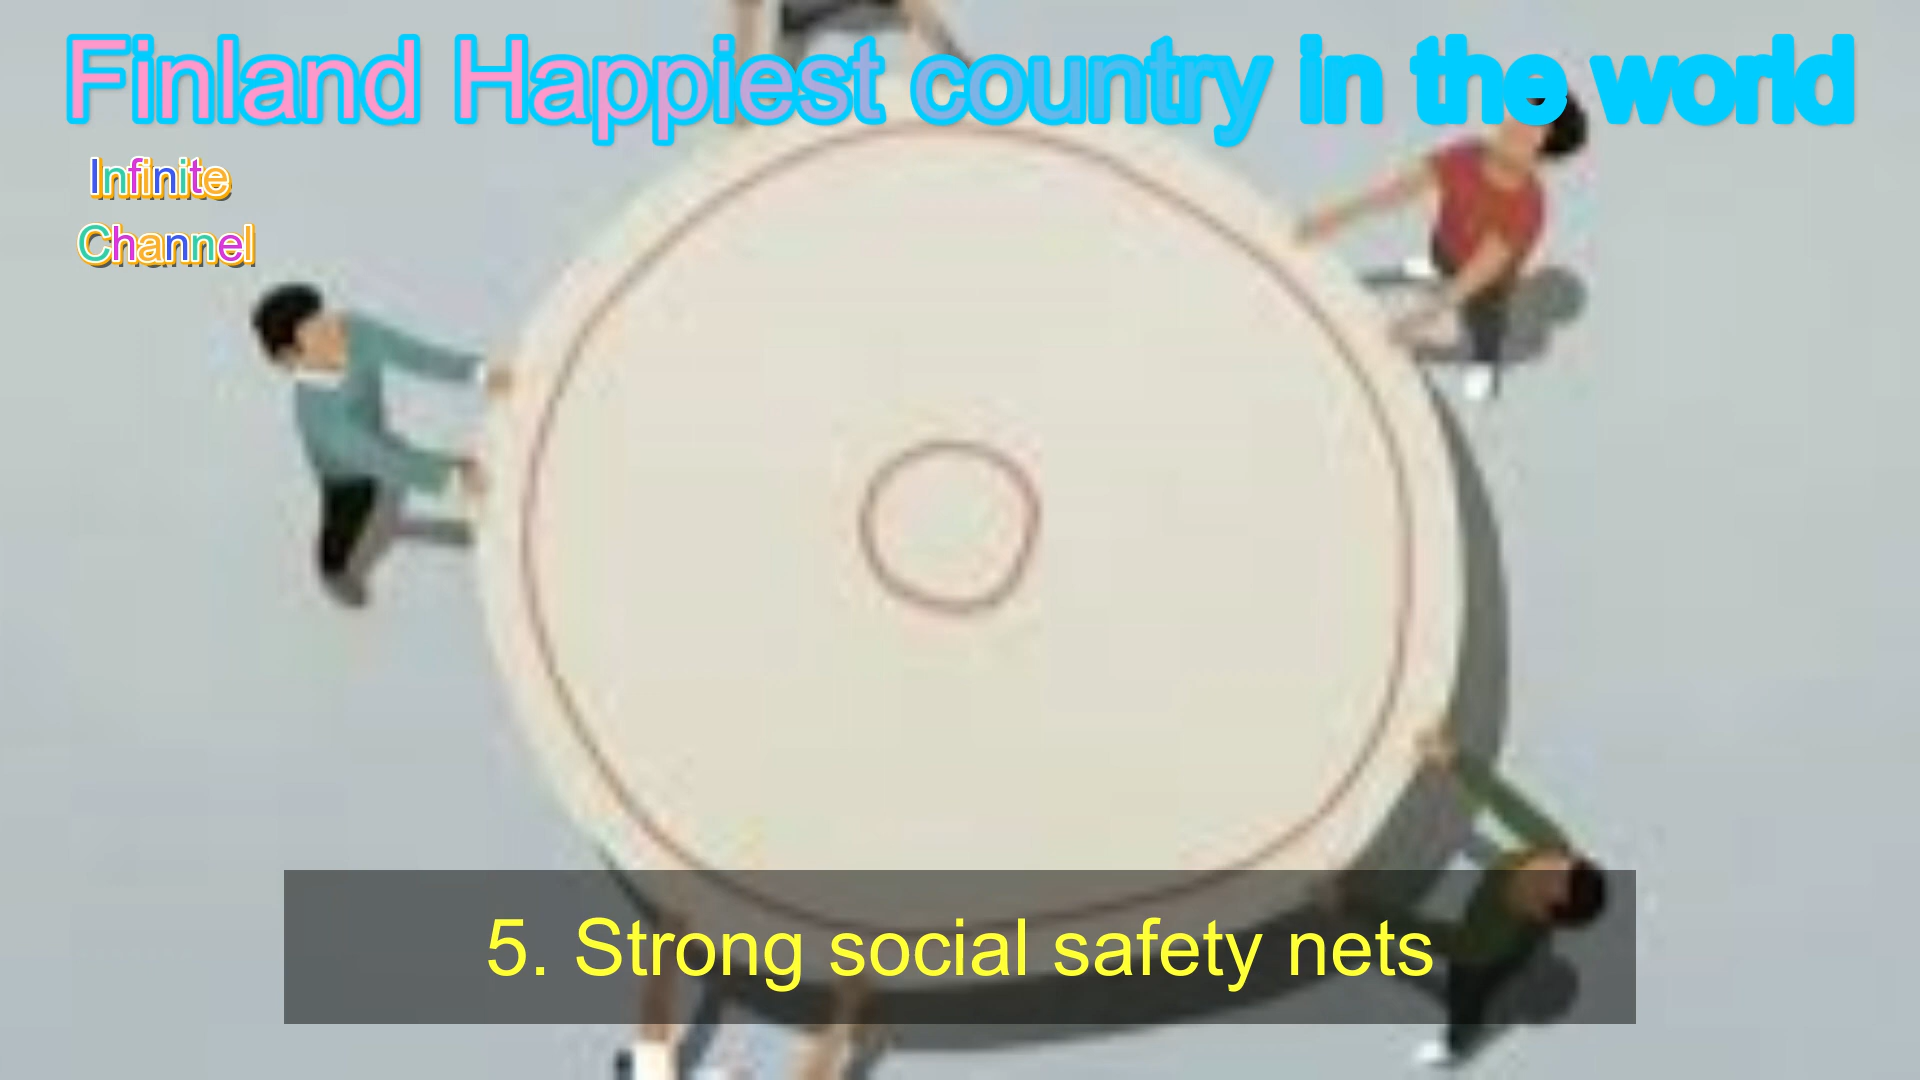 Finland Happiest country in the world
Infinite
Channel
5. Strong social safety nets